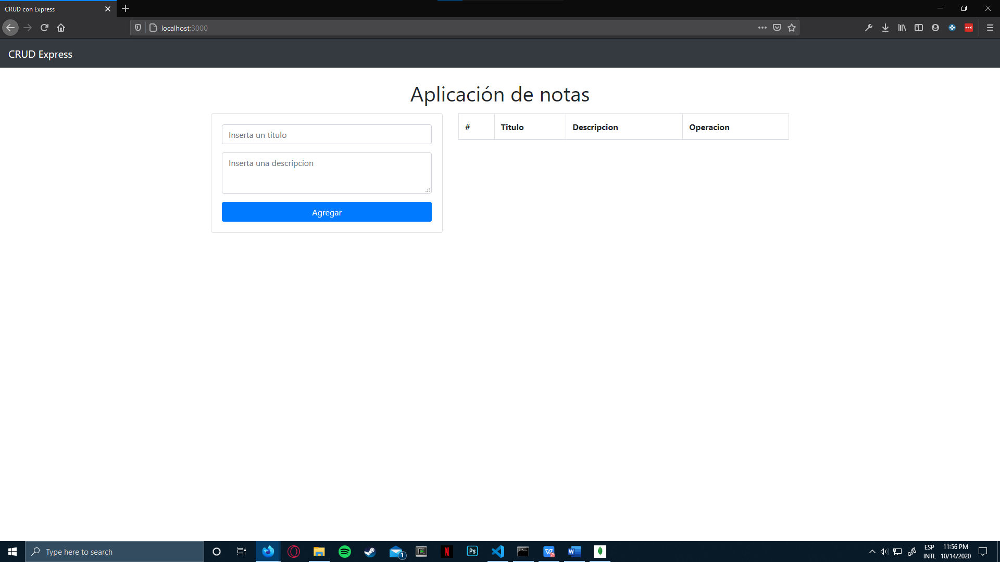 CRUD con Express
localhost:3000
CRUD Express
Aplicación de notas
Inserta un titulo
Inserta una descripcion
Agregar
# Titulo Descripcion Operacion
Type here to search
1
Ps
W
ESP
INTL
11:56 PM
10/14/2020